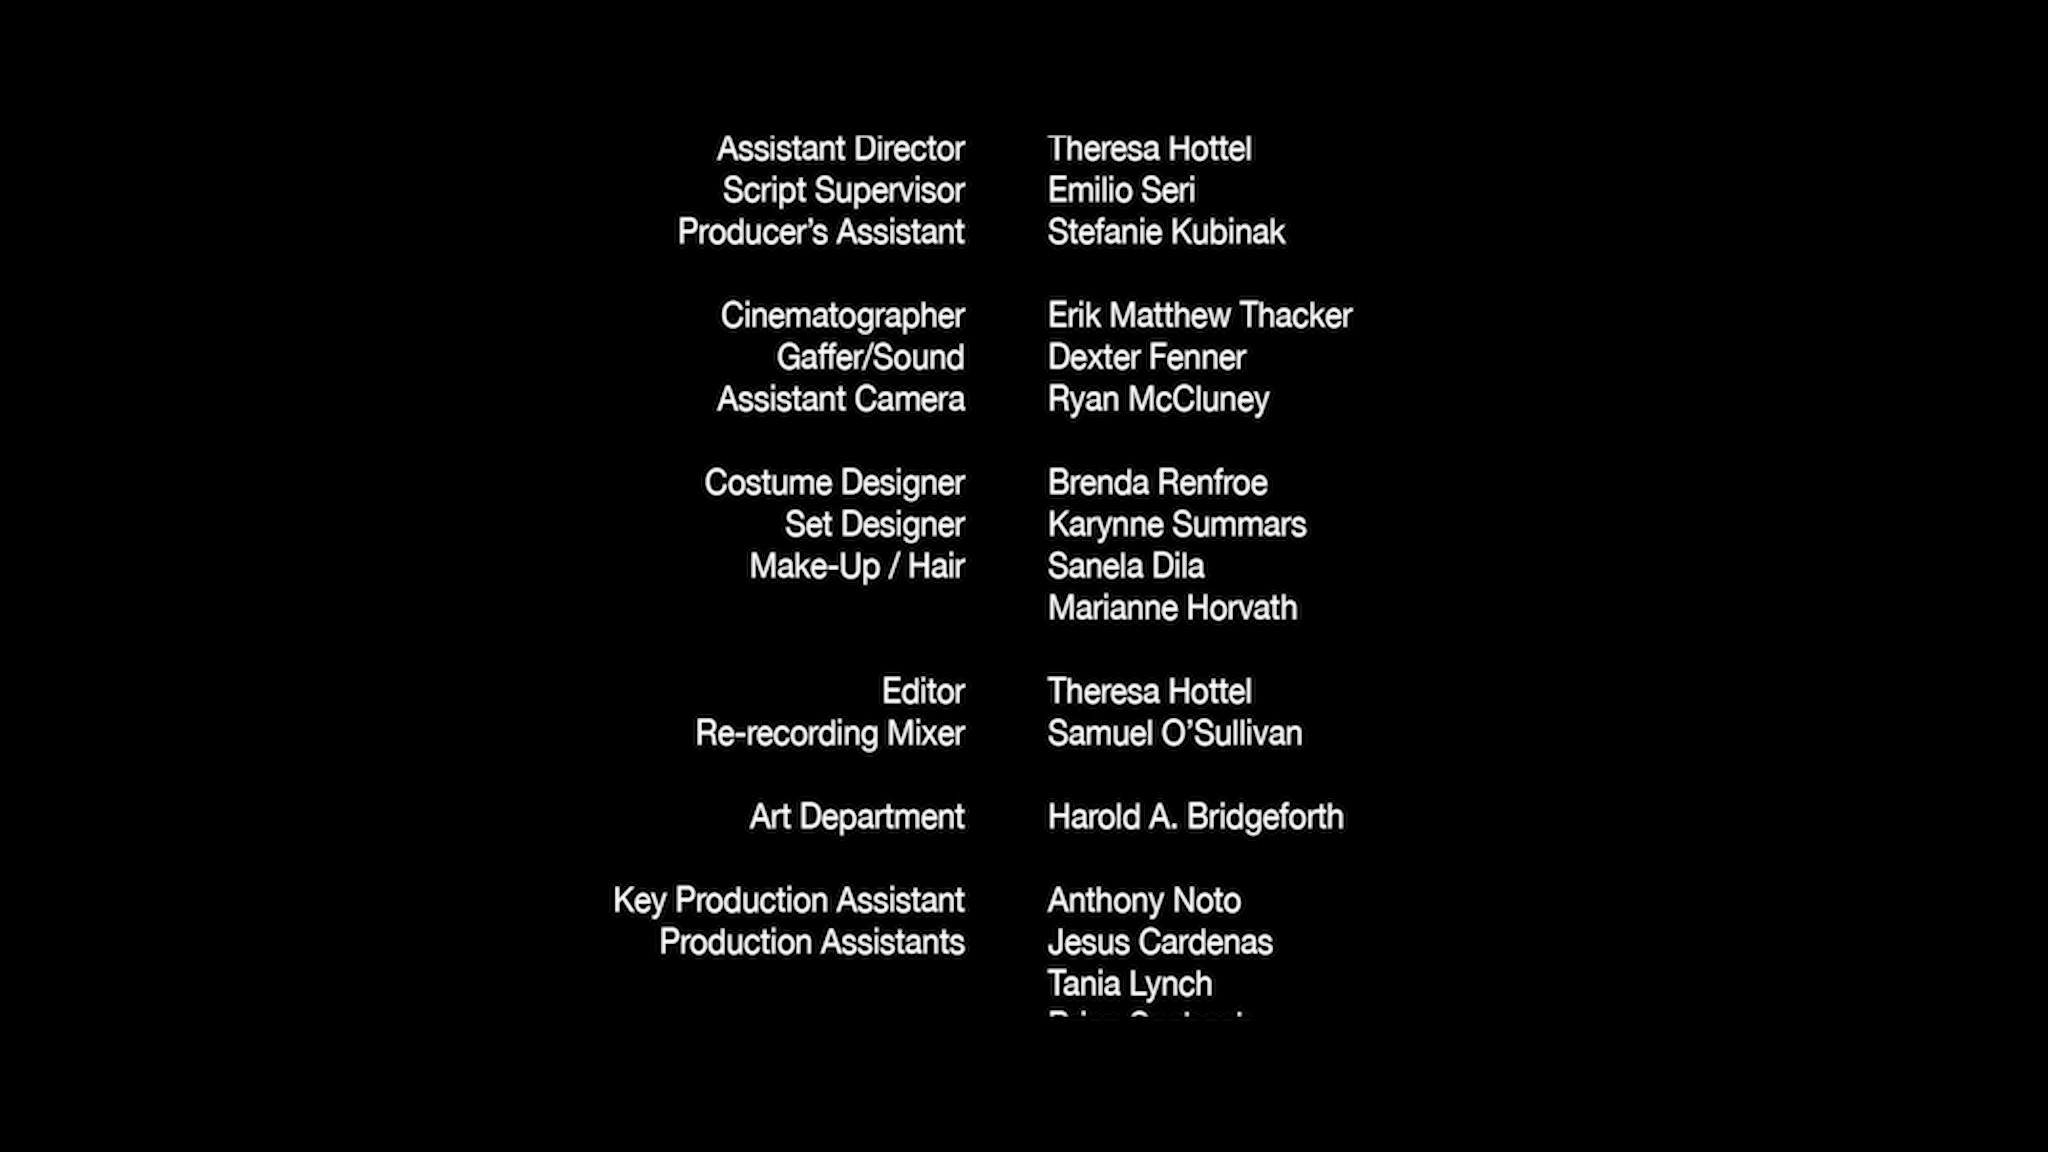 Assistant Director Theresa Hottel
Script Supervisor Emilio Seri
Producer’s Assistant Stefanie Kubinak
Cinematographer Erik Matthew Thacker
Gaffer/Sound Dexter Fenner
Assistant Camera Ryan McCluney
Costume Designer Brenda Renfroe
Set Designer Karynne Summars
Make-Up / Hair Sanela Dila
Marianne Horvath
Editor Theresa Hottel
Re-recording Mixer Samuel O’Sullivan
Art Department Harold A. Bridgeforth
Key Production Assistant Anthony Noto
Production Assistants Jesus Cardenas
Tania Lynch